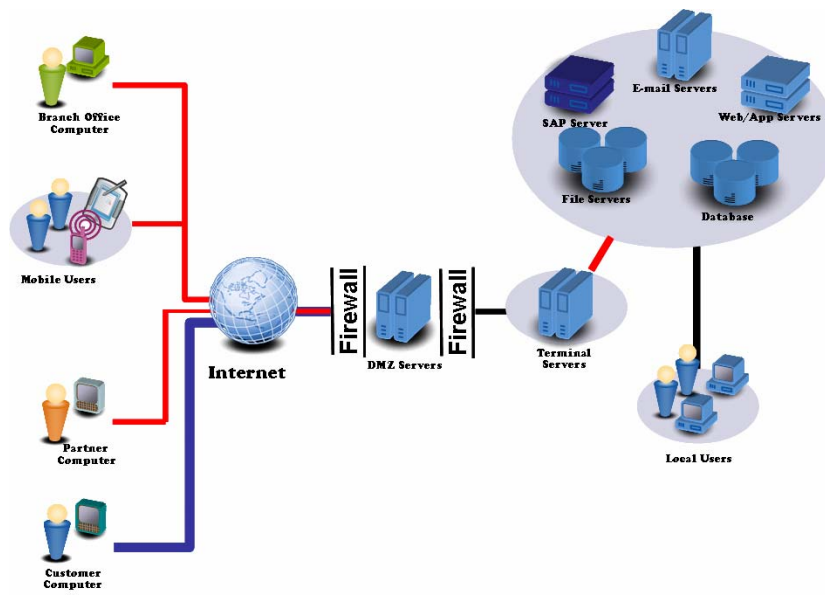 E-mail Servers
SAP Server
Web/App Servers
File Servers
Database
Branch Office
Computer
Mobile Users
Internet
Firewall
DMZ Servers
Firewall
Terminal
Servers
Partner
Computer
Local Users
Customer
Computer